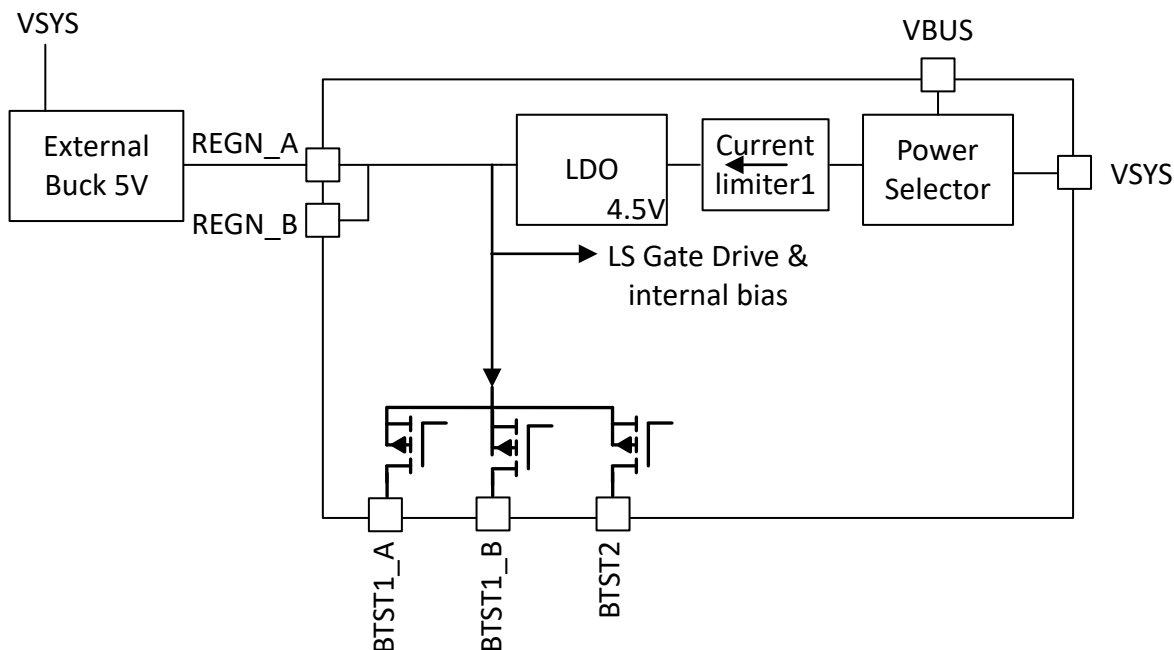 VSYS
VBUS
External
Buck 5V
REGN_A
REGN_B
LDO
4.5V
Current
limiter1
Power
Selector
VSYS
LS Gate Drive &
internal bias
BTST1_A
BTST1_B
BTST2